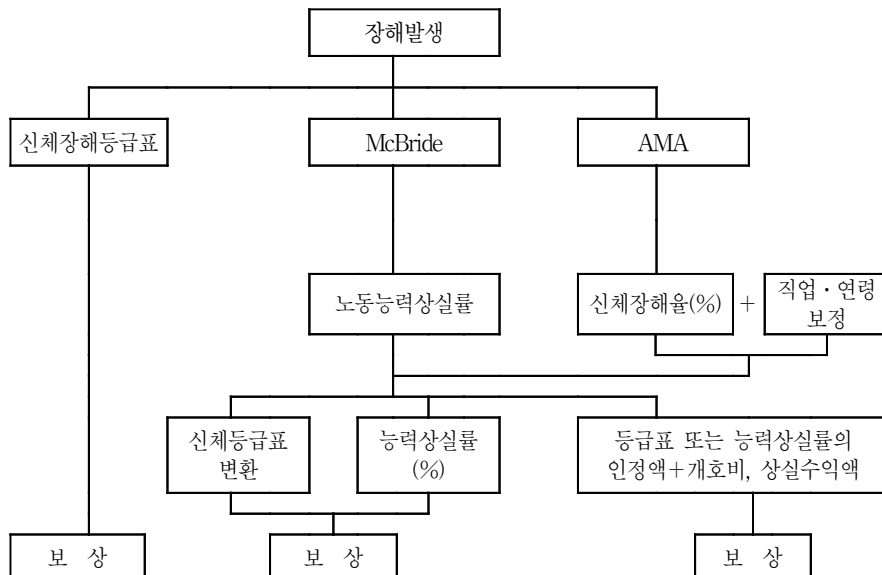 장해발생
신체장해등급표
McBride
AMA
노동능력상실률
신체장해율(%) + 직업·연령
보정
신체등급표
변환
능력상실률
(%)
등급표 또는 능력상실률의
인정액+개호비, 상실수익액
보 상
보 상
보 상